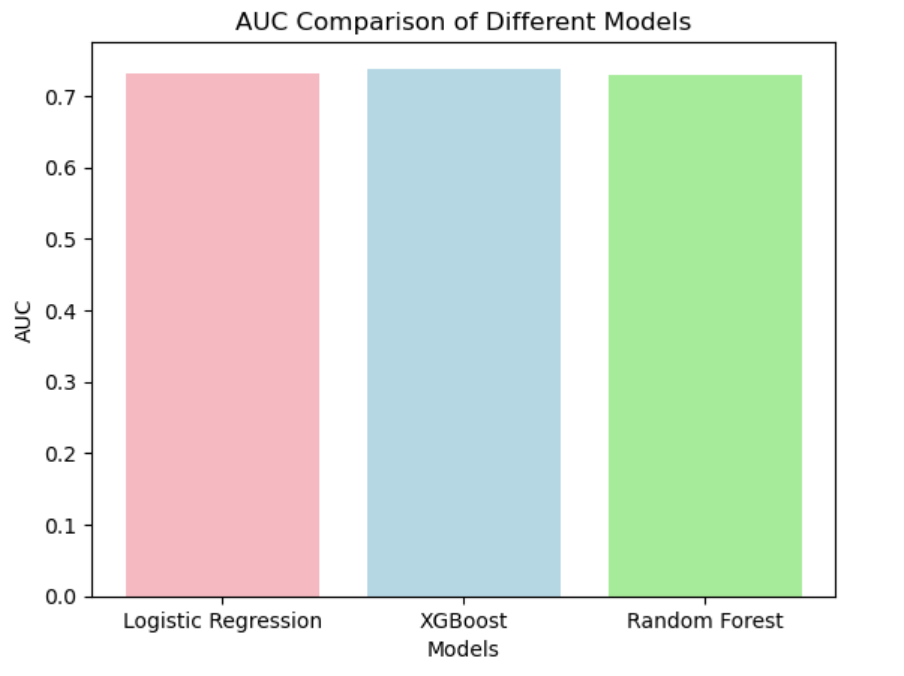 AUC Comparison of Different Models
AUC
0.7
0.6
0.5
0.4
0.3
0.2
0.1
0.0
Logistic Regression XGBoost Random Forest
Models